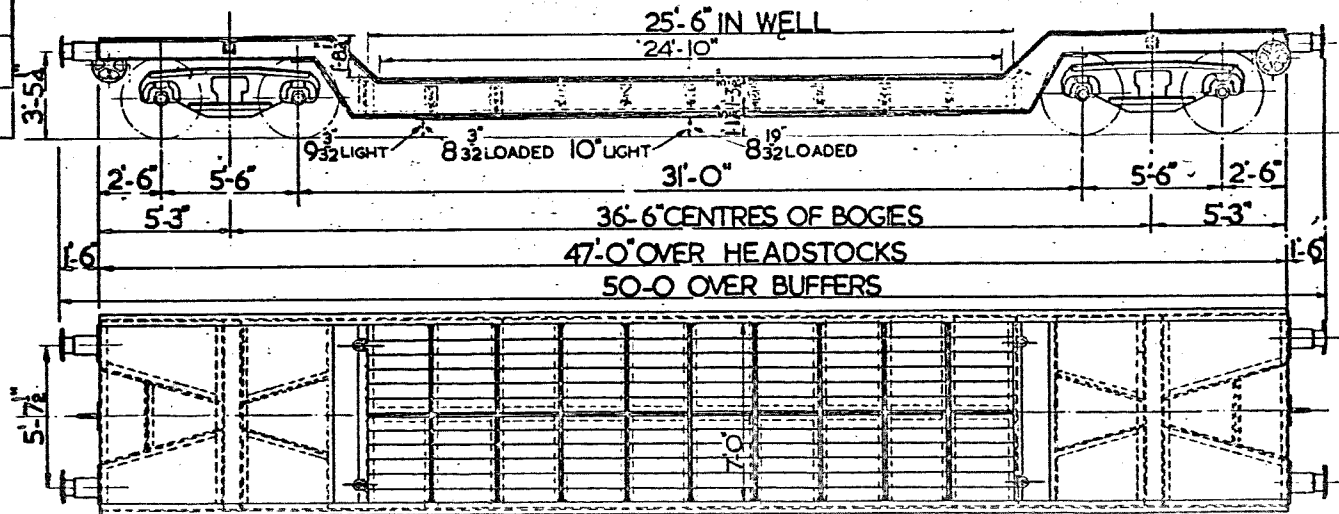 25'-6" IN WELL
24'-10"
3'-5¼"
9 3/32" LIGHT 8 3/32" LOADED 10" LIGHT 8 19/32" LOADED
2'-6" 5'-6" 31'-0" 5'-6" 2'-6"
5'-3" 36'-6" CENTRES OF BOGIES 5'-3"
1'-6" 47'-0" OVER HEADSTOCKS 1'-6"
50-0 OVER BUFFERS
5'-7½"
7'-0"